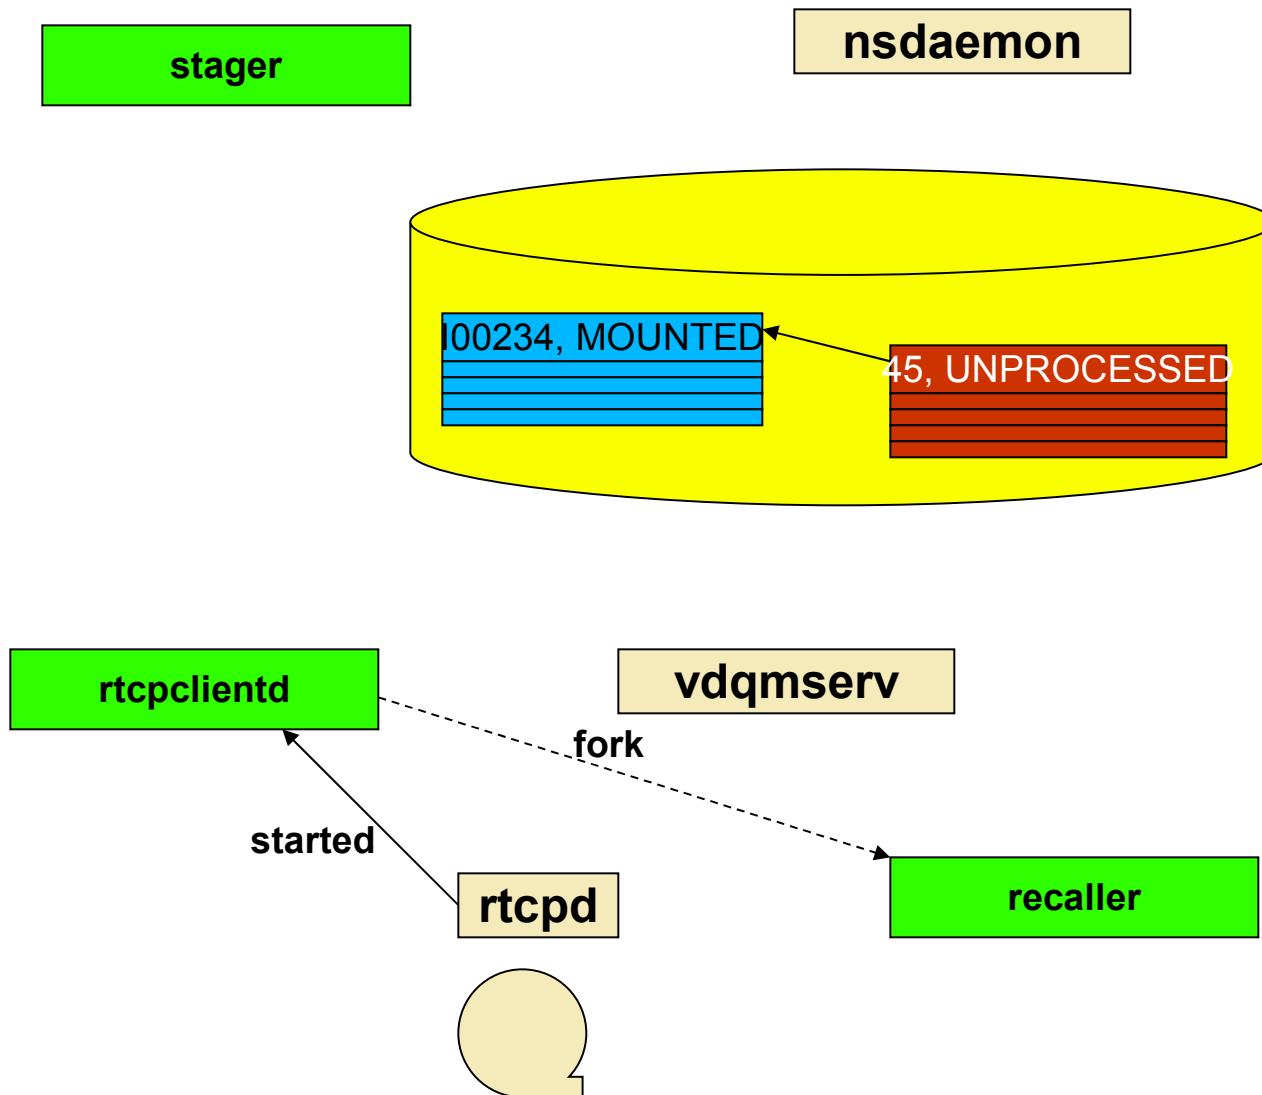 stager
nsdaemon
I00234, MOUNTED
45, UNPROCESSED
rtcpclientd
vdqmserv
fork
started
rtcpd
recaller